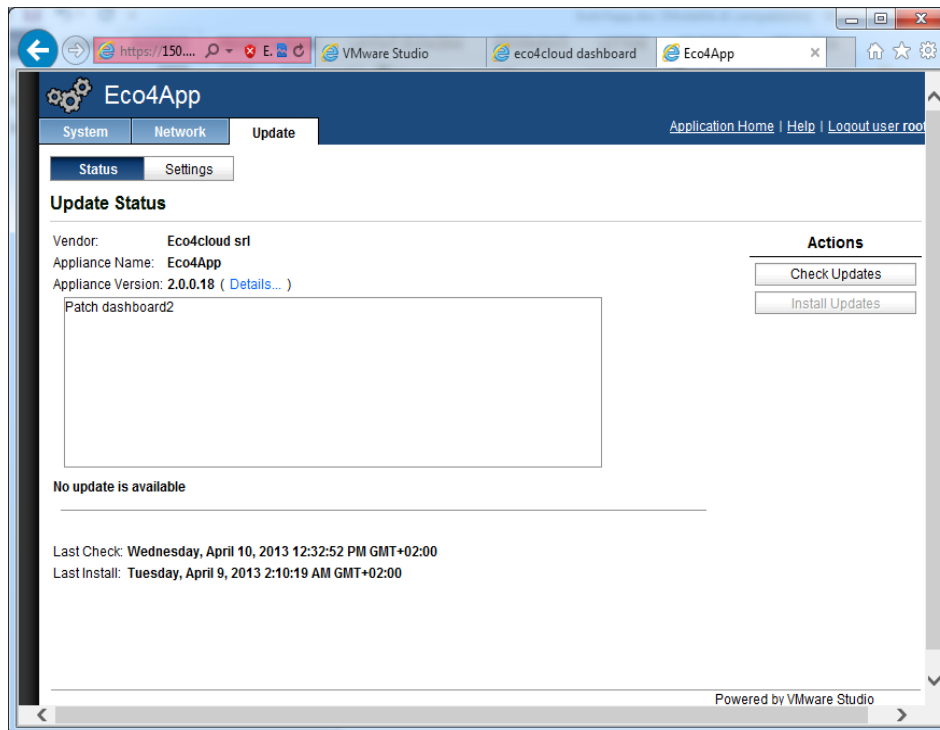 https://150.... E.
VMware Studio
eco4cloud dashboard
Eco4App
Eco4App
System
Network
Update
Application Home | Help | Logout user root
Status
Settings
Update Status
Vendor: Eco4cloud srl
Appliance Name: Eco4App
Appliance Version: 2.0.0.18 ( Details... )
Patch dashboard2
Actions
Check Updates
Install Updates
No update is available
Last Check: Wednesday, April 10, 2013 12:32:52 PM GMT+02:00
Last Install: Tuesday, April 9, 2013 2:10:19 AM GMT+02:00
Powered by VMware Studio